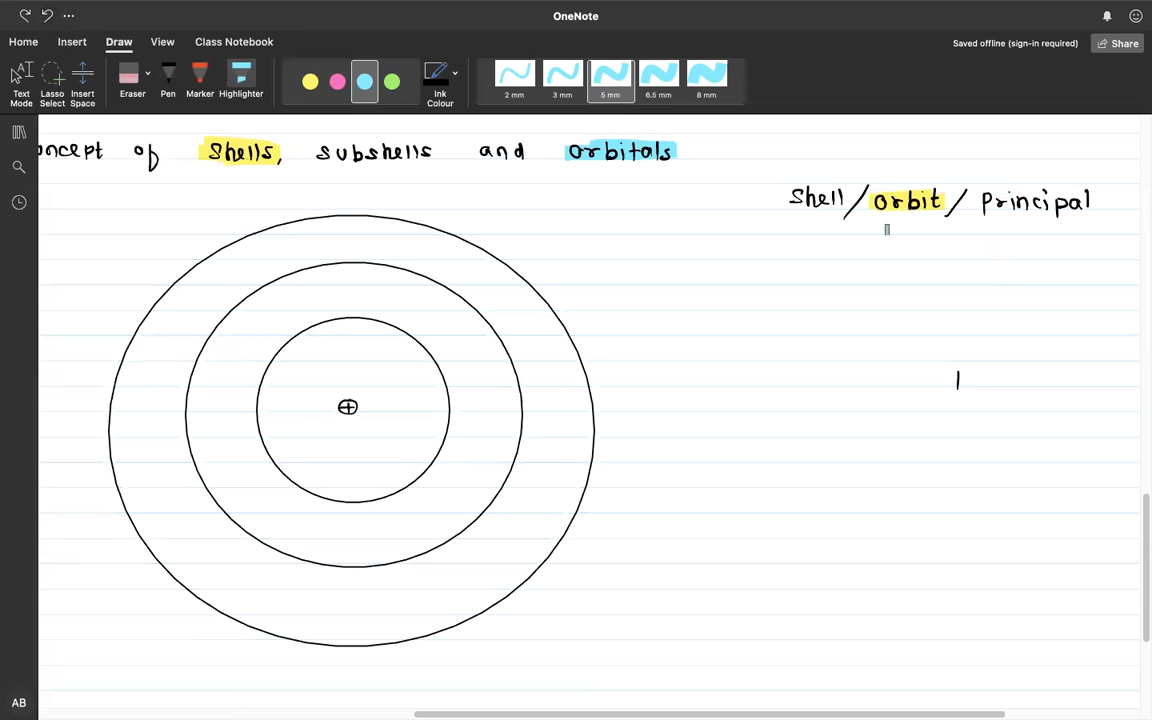 OneNote
Home Insert Draw View Class Notebook
Saved offline (sign-in required) Share
Text Mode Lasso Select Insert Space Eraser Pen Marker Highlighter Ink Colour 2 mm 3 mm 5 mm 6.5 mm 8 mm
oncept of shells, subshells and orbitals
shell/orbit/principal
1
AB